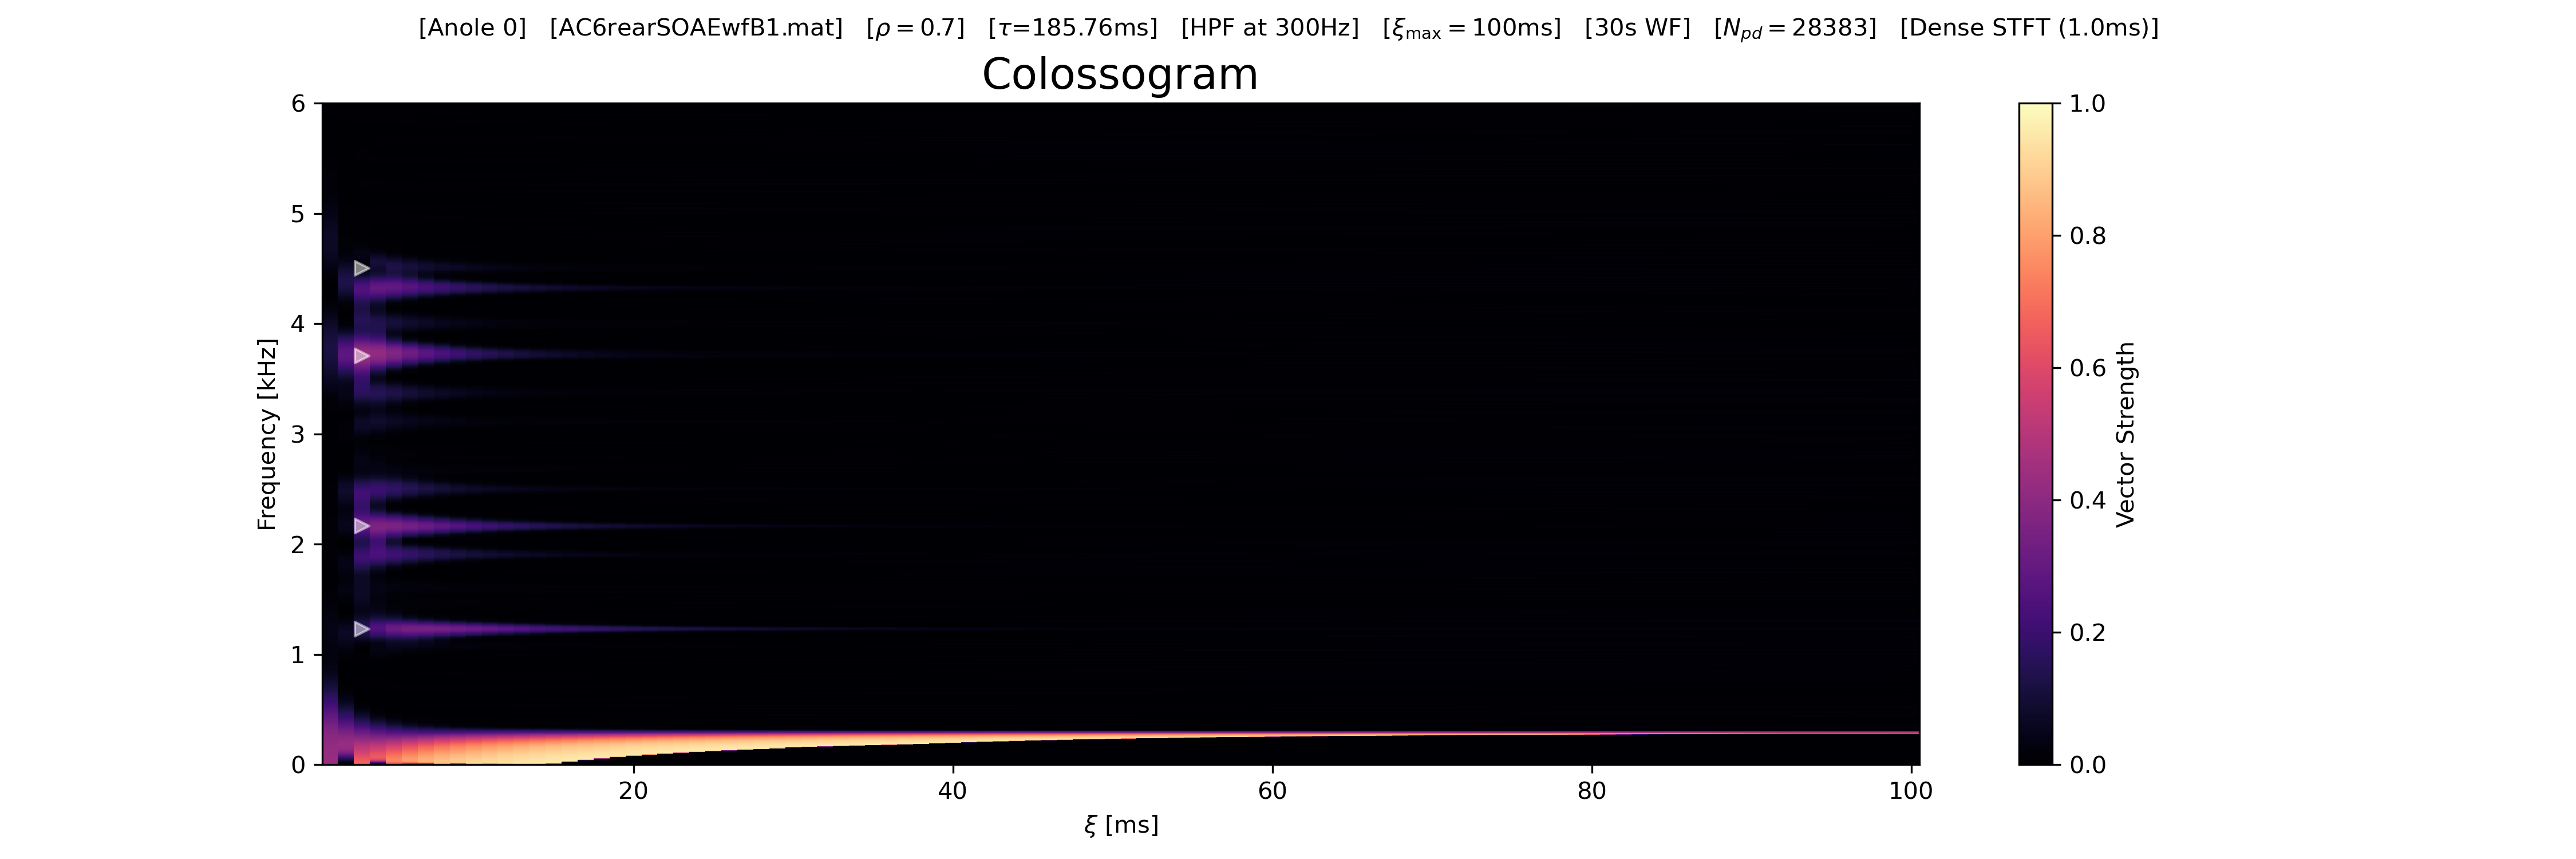 [Anole 0] [AC6rearSOAEwfB1.mat] [ρ = 0.7] [τ=185.76ms] [HPF at 300Hz] [ξmax = 100ms] [30s WF] [Npd = 28383] [Dense STFT (1.0ms)]
Colossogram
6
5
4
3
2
1
0
Frequency [kHz]
20 40 60 80 100
ξ [ms]
1.0
0.8
0.6
0.4
0.2
0.0
Vector Strength